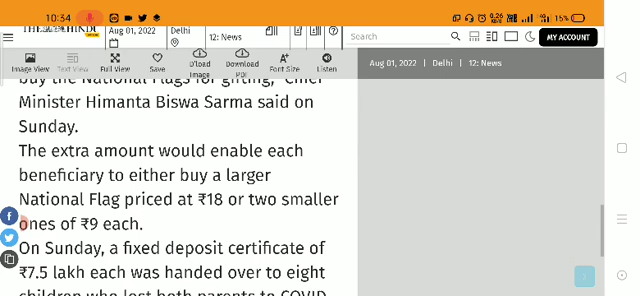 10:54
0.26
15%
THE HINDU
Aug 01, 2022
Delhi
12: News
Search
MY ACCOUNT
Image View
Text View
Full View
Save
D'load Image
Download PDF
Font Size
Listen
Aug 01, 2022 | Delhi | 12: News
buy the National Flags for gifting," Chief
Minister Himanta Biswa Sarma said on
Sunday.
The extra amount would enable each
beneficiary to either buy a larger
National Flag priced at ₹18 or two smaller
ones of ₹9 each.
On Sunday, a fixed deposit certificate of
₹7.5 lakh each was handed over to eight
children who lost both parents to COVID